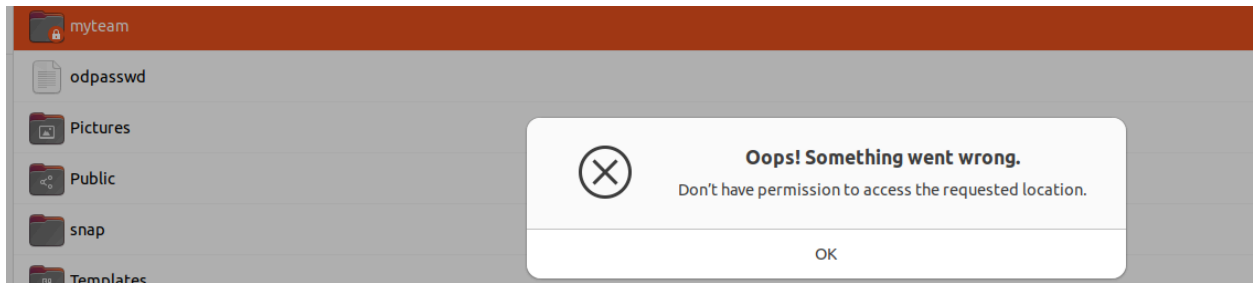 myteam
odpasswd
Pictures
Public
snap
Templates
Oops! Something went wrong.
Don't have permission to access the requested location.
OK